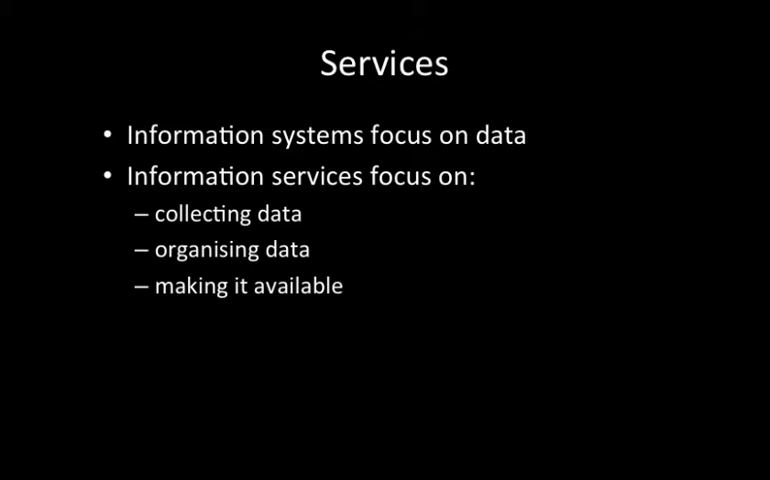 Services
• Information systems focus on data
• Information services focus on:
– collecting data
– organising data
– making it available